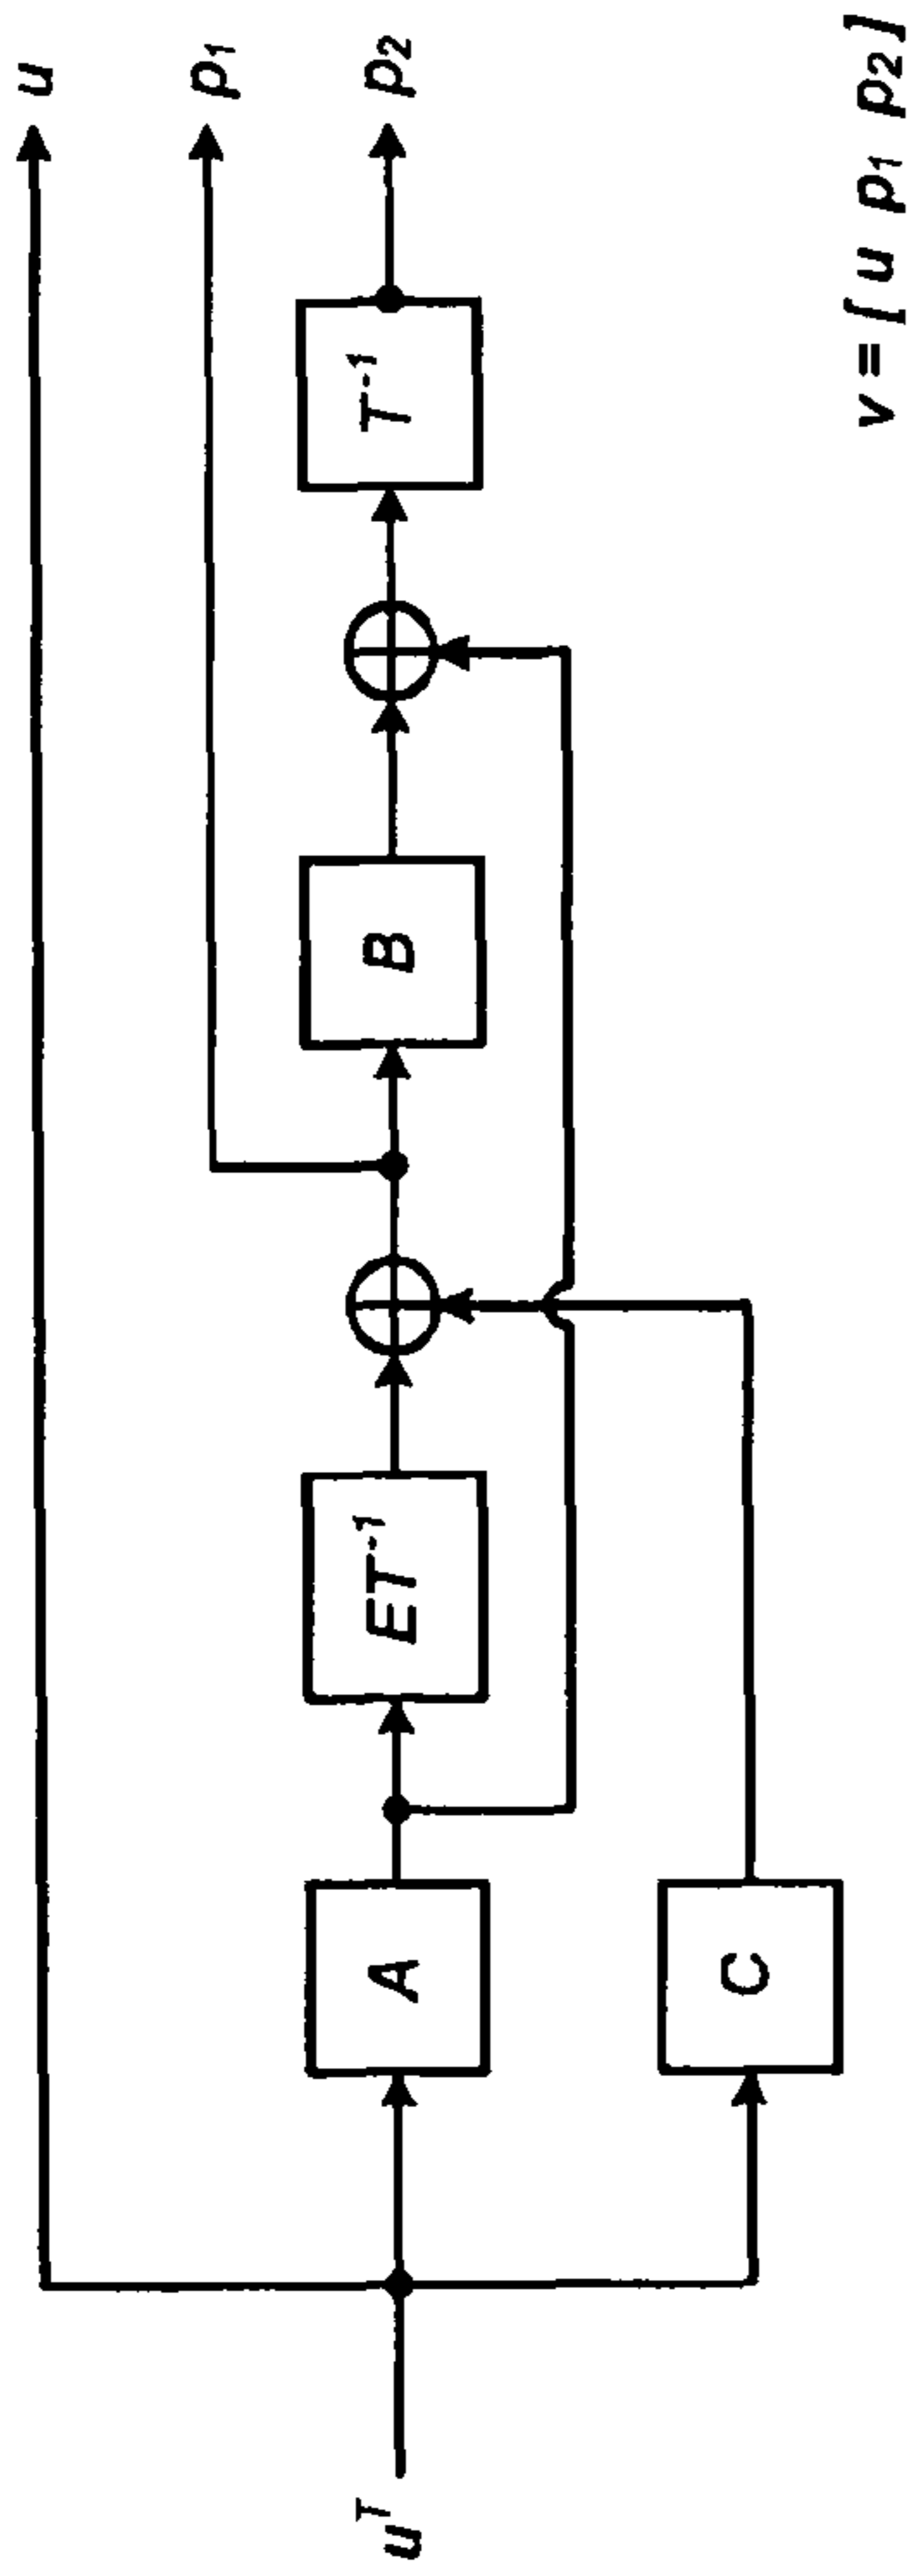 u
p₁
p₂
uᵀ
A
ET⁻¹
B
T⁻¹
C
v = [ u p₁ p₂ ]